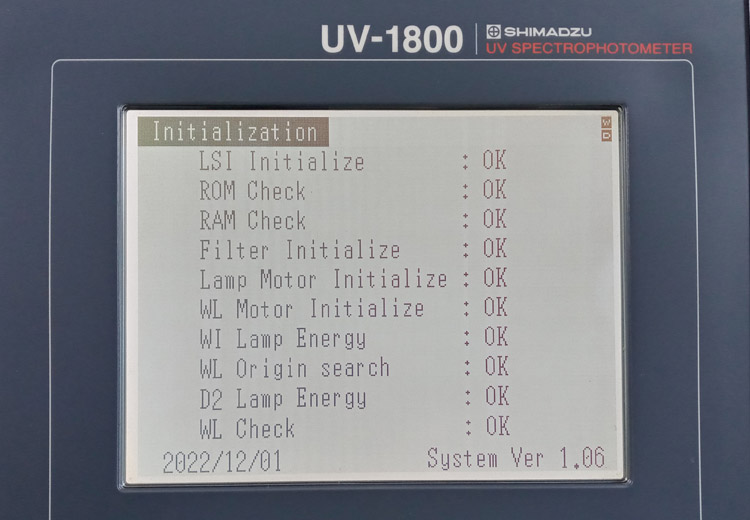 UV-1800 SHIMADZU
UV SPECTROPHOTOMETER
Initialization W
D
LSI Initialize : OK
ROM Check : OK
RAM Check : OK
Filter Initialize : OK
Lamp Motor Initialize : OK
WL Motor Initialize : OK
WI Lamp Energy : OK
WL Origin search : OK
D2 Lamp Energy : OK
WL Check : OK
2022/12/01 System Ver 1.06